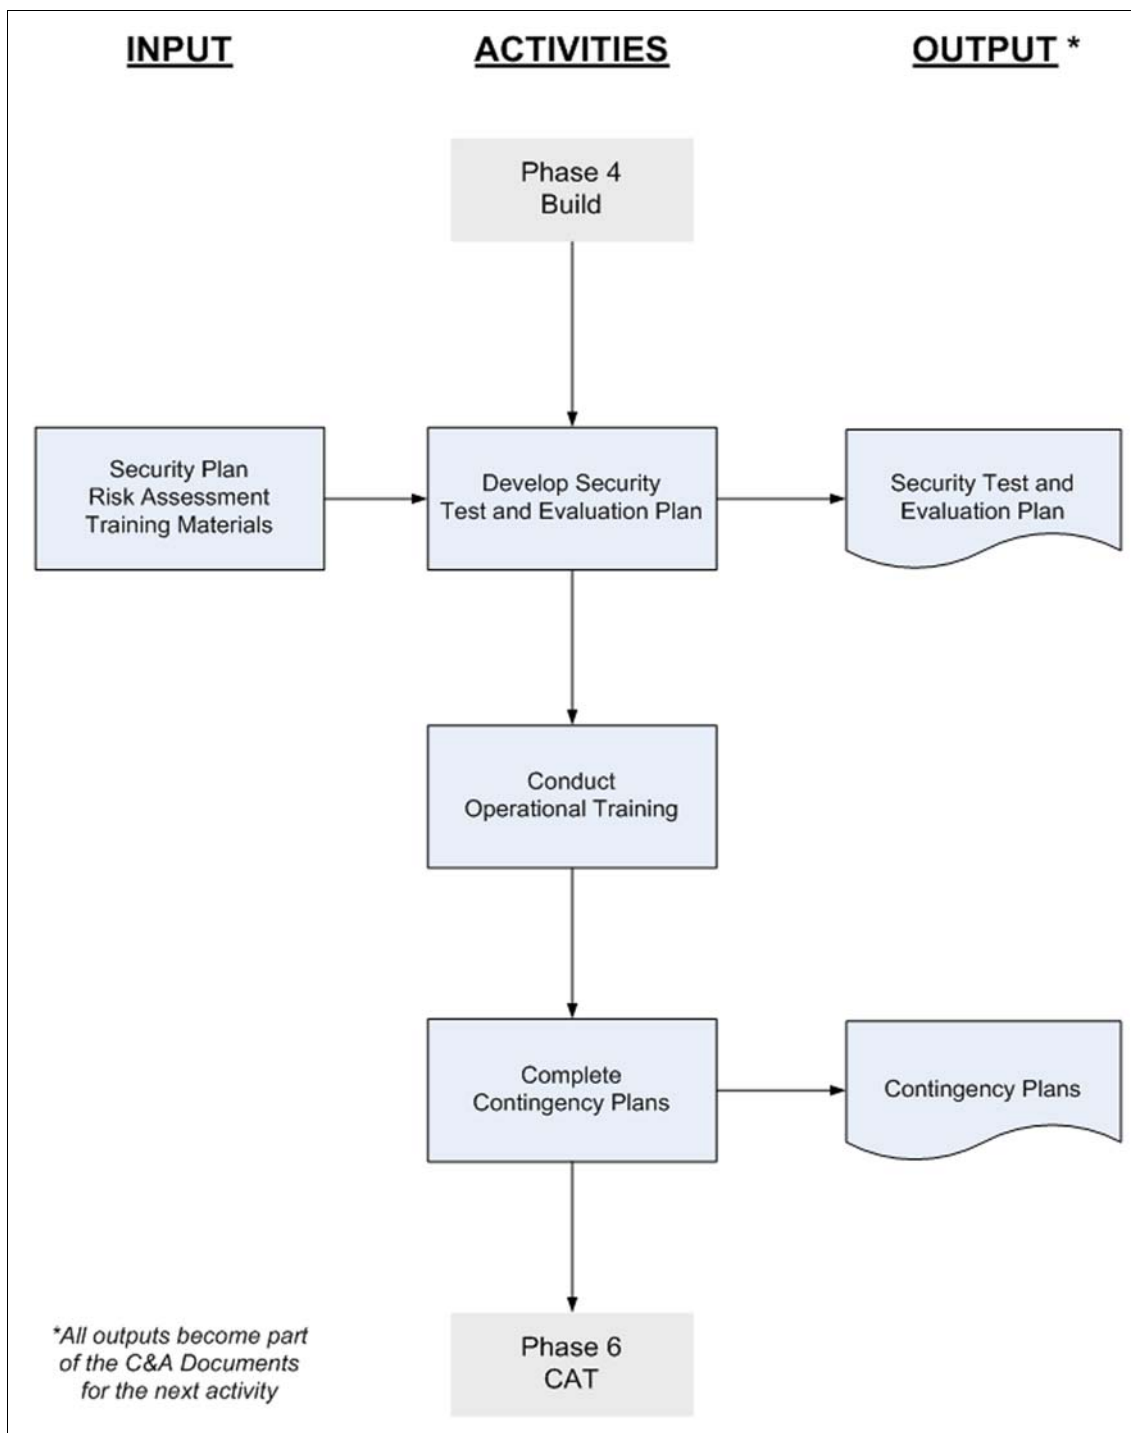 INPUT
ACTIVITIES
OUTPUT *
Phase 4
Build
Security Plan
Risk Assessment
Training Materials
Develop Security
Test and Evaluation Plan
Security Test and
Evaluation Plan
Conduct
Operational Training
Complete
Contingency Plans
Contingency Plans
*All outputs become part
of the C&A Documents
for the next activity
Phase 6
CAT